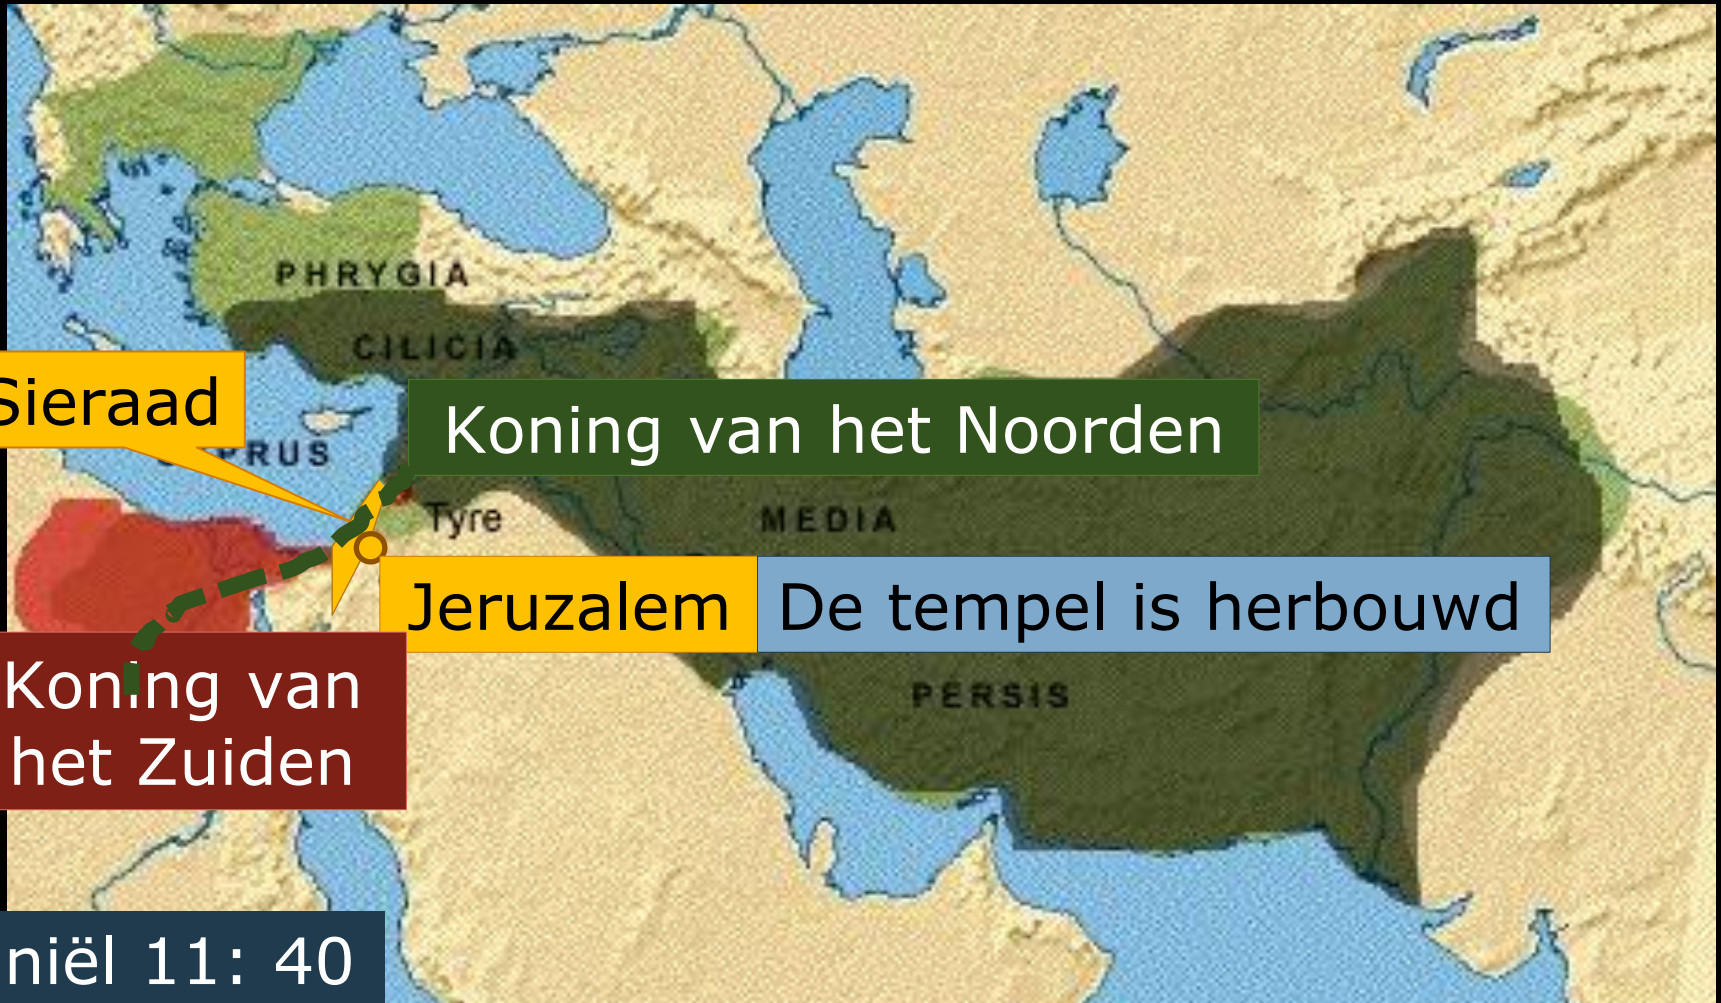 PHRYGIA
CILICIA
Sieraad
Koning van het Noorden
PRUS
Tyre
MEDIA
Jeruzalem
De tempel is herbouwd
Koning van
het Zuiden
PERSIS
niël 11: 40